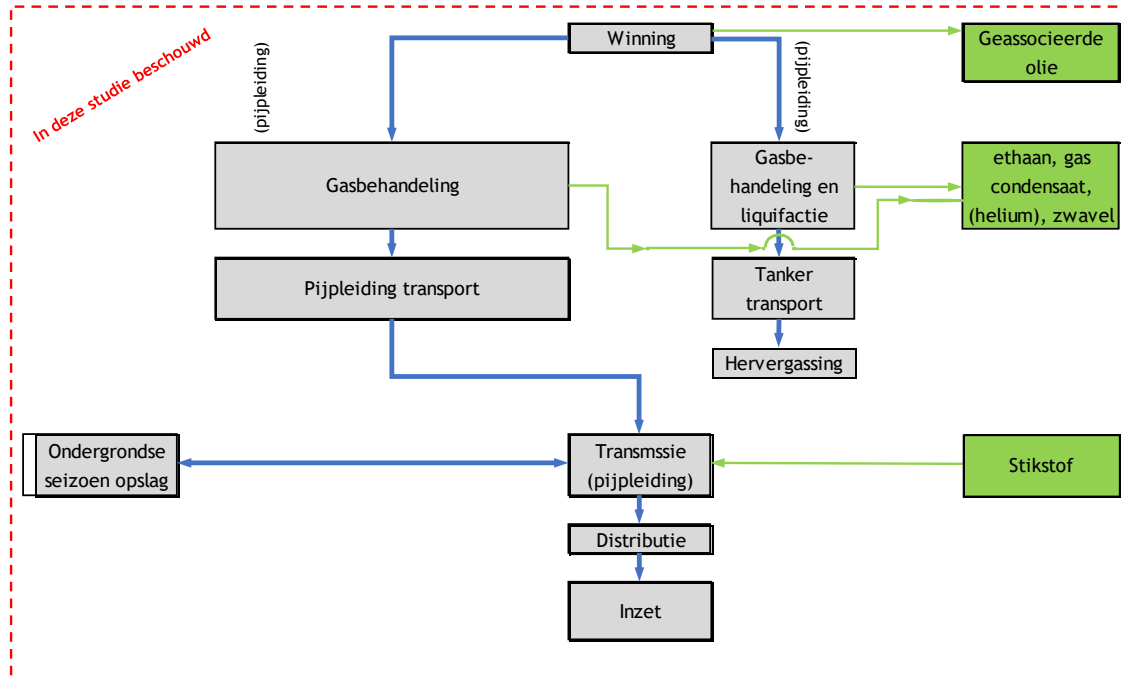 In deze studie beschouwd
(pijpleiding)
Winning
(pijpleiding)
Geassocieerde
olie
Gasbehandeling
Gasbe-
handeling en
liquifactie
ethaan, gas
condensaat,
(helium), zwavel
Pijpleiding transport
Tanker
transport
Hervergassing
Ondergrondse
seizoen opslag
Transmssie
(pijpleiding)
Stikstof
Distributie
Inzet